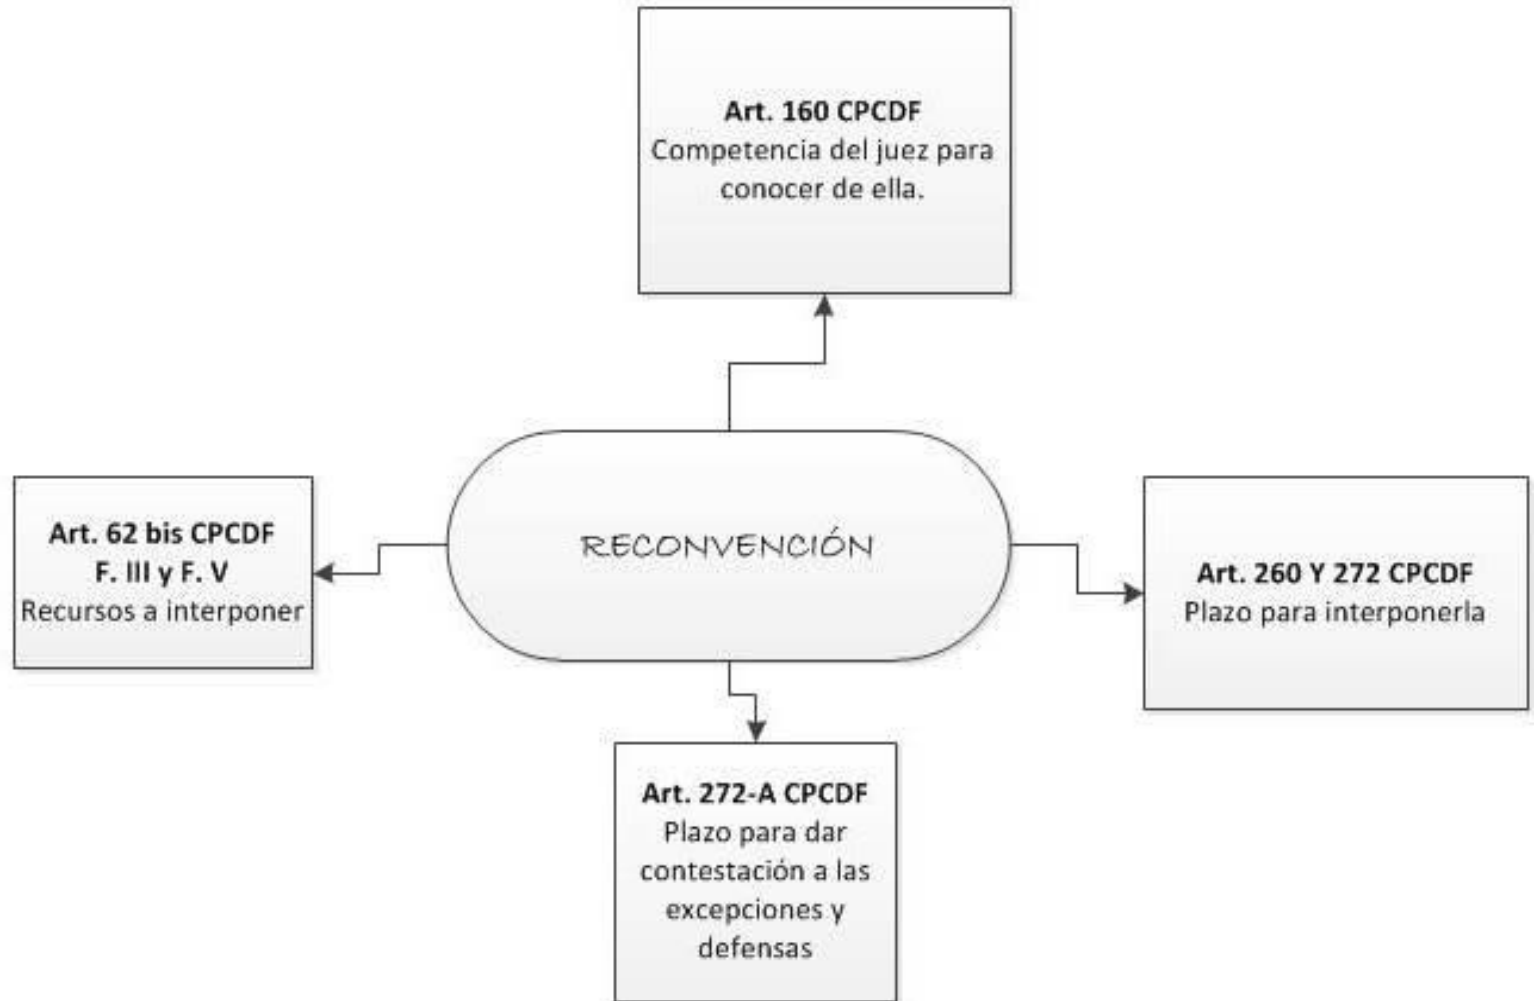 Art. 160 CPCDF
Competencia del juez para
conocer de ella.
Art. 62 bis CPCDF
F. III y F. V
Recursos a interponer
RECONVENCIÓN
Art. 260 Y 272 CPCDF
Plazo para interponerla
Art. 272-A CPCDF
Plazo para dar
contestación a las
excepciones y
defensas